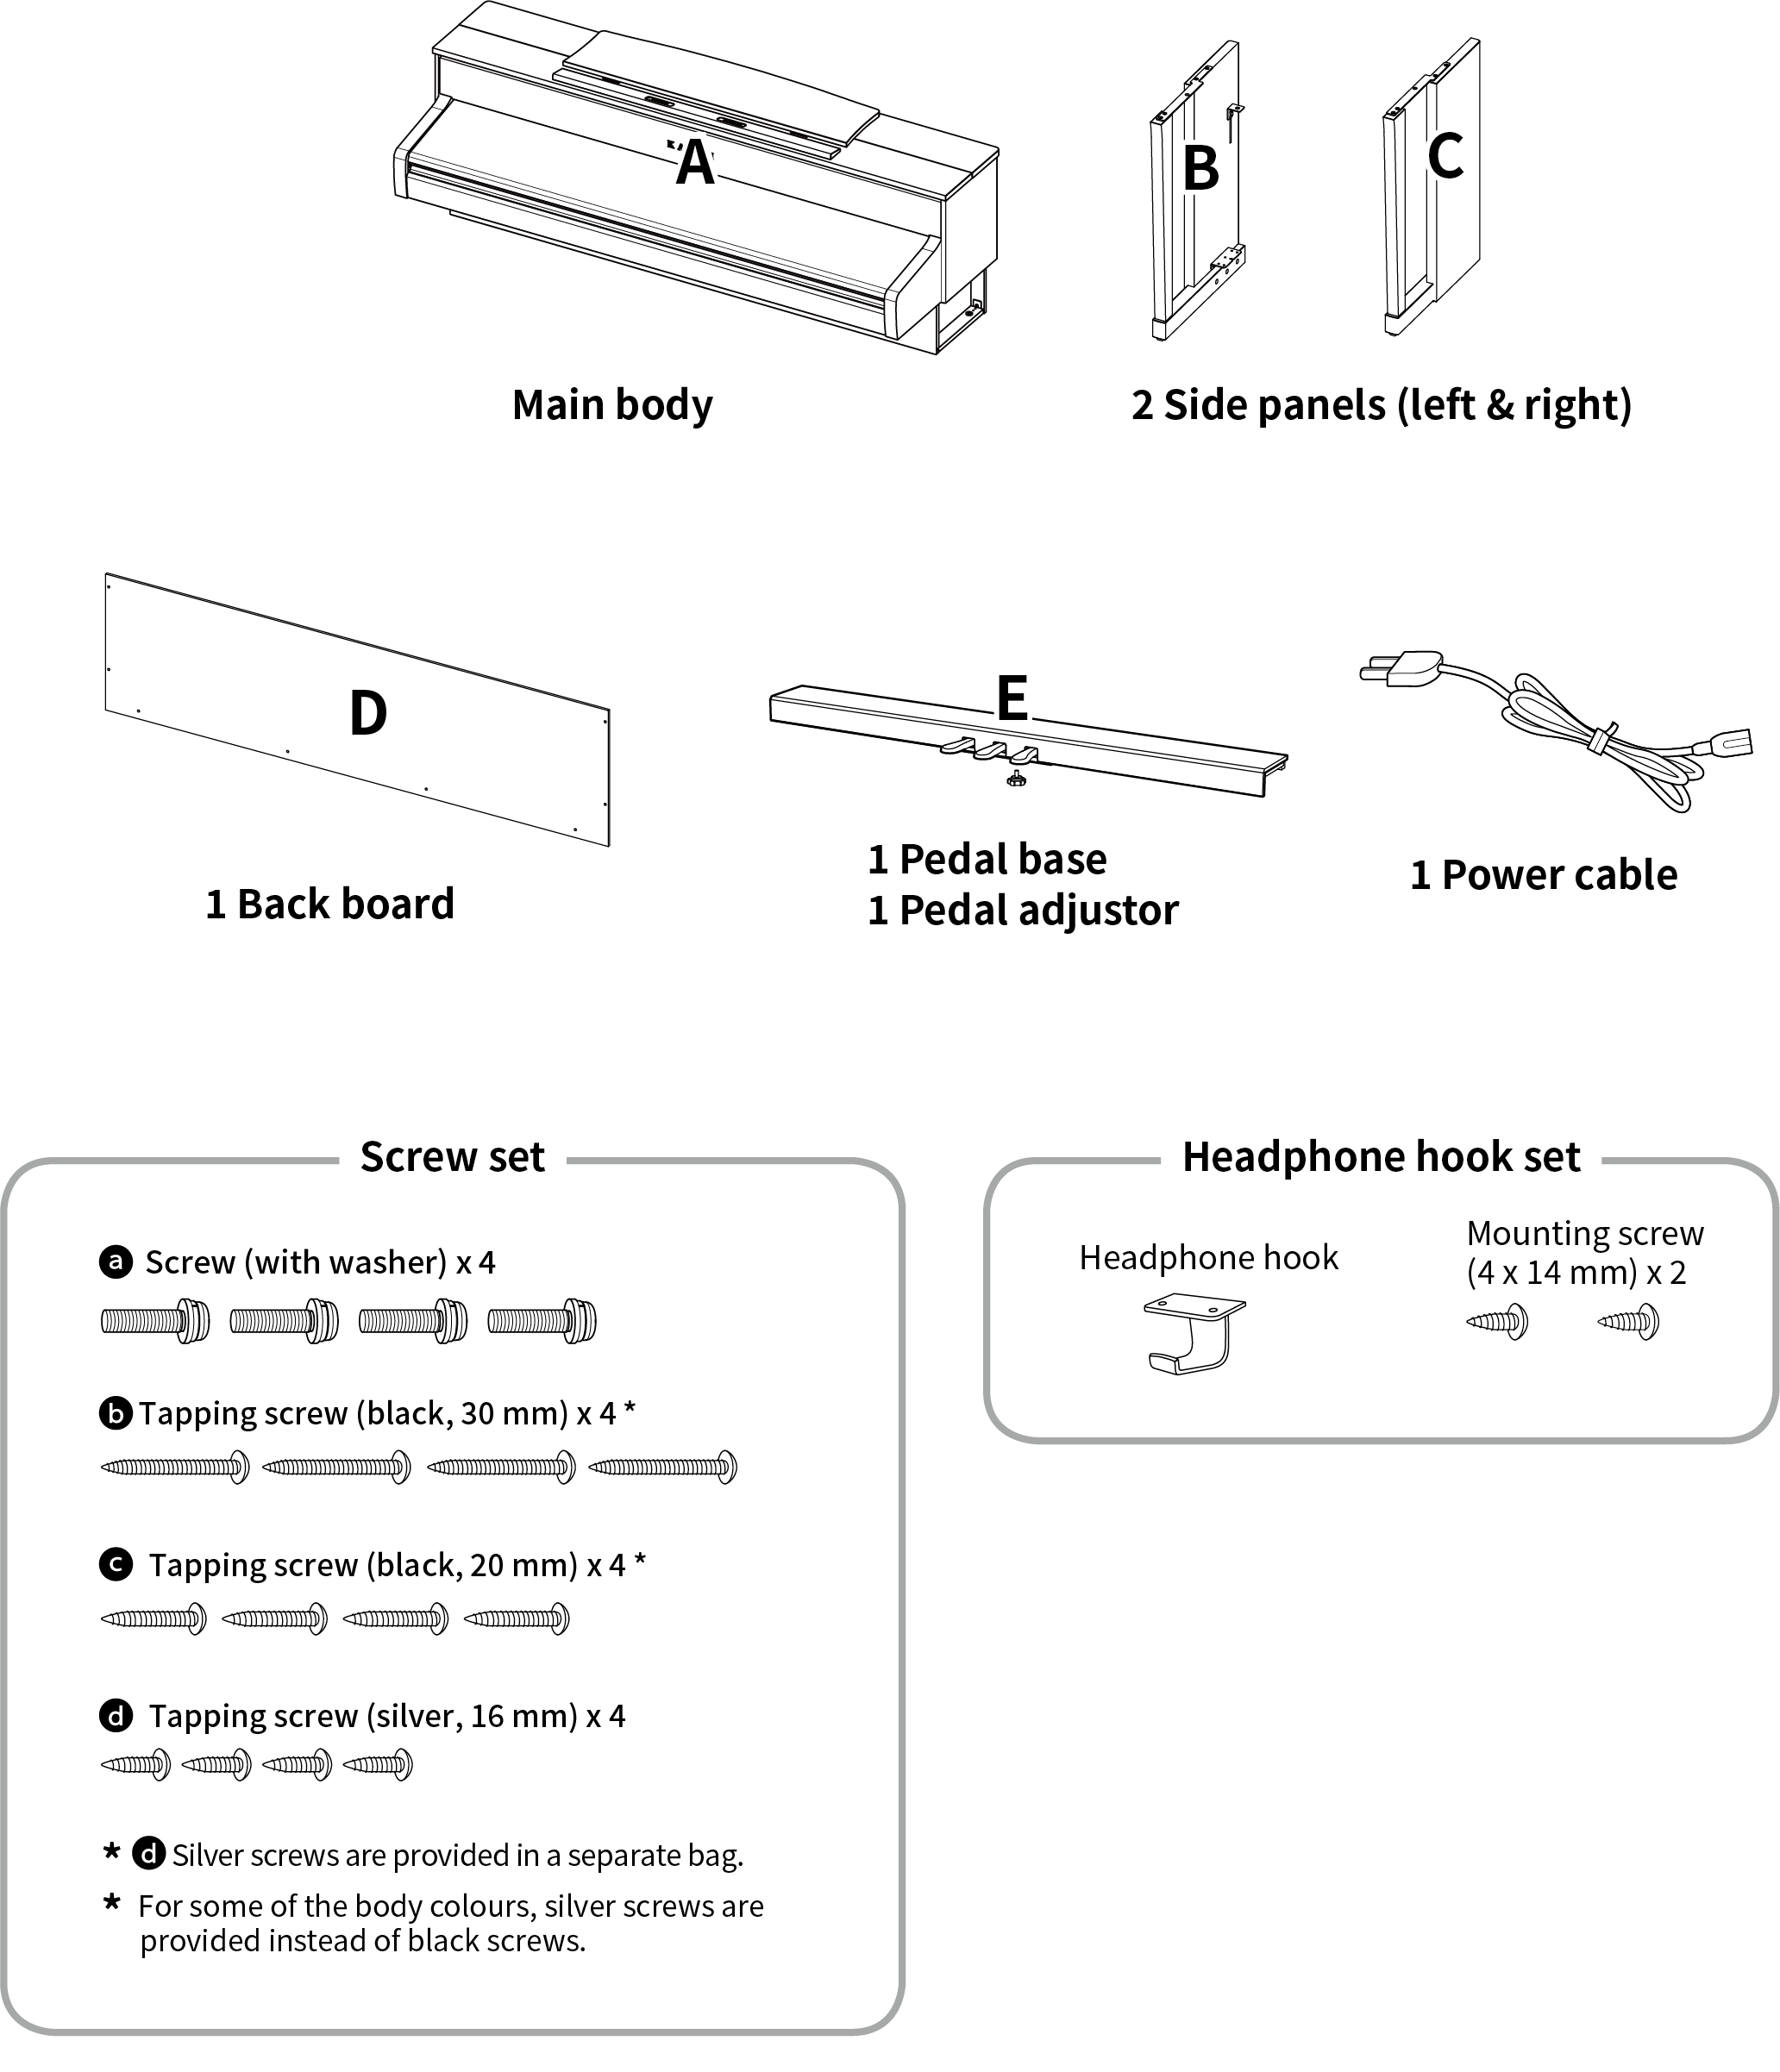 A
B
C
Main body
2 Side panels (left & right)
D
E
1 Back board
1 Pedal base
1 Pedal adjustor
1 Power cable
Screw set
a Screw (with washer) x 4
b Tapping screw (black, 30 mm) x 4 *
c Tapping screw (black, 20 mm) x 4 *
d Tapping screw (silver, 16 mm) x 4
* d Silver screws are provided in a separate bag.
* For some of the body colours, silver screws are
provided instead of black screws.
Headphone hook set
Headphone hook
Mounting screw
(4 x 14 mm) x 2